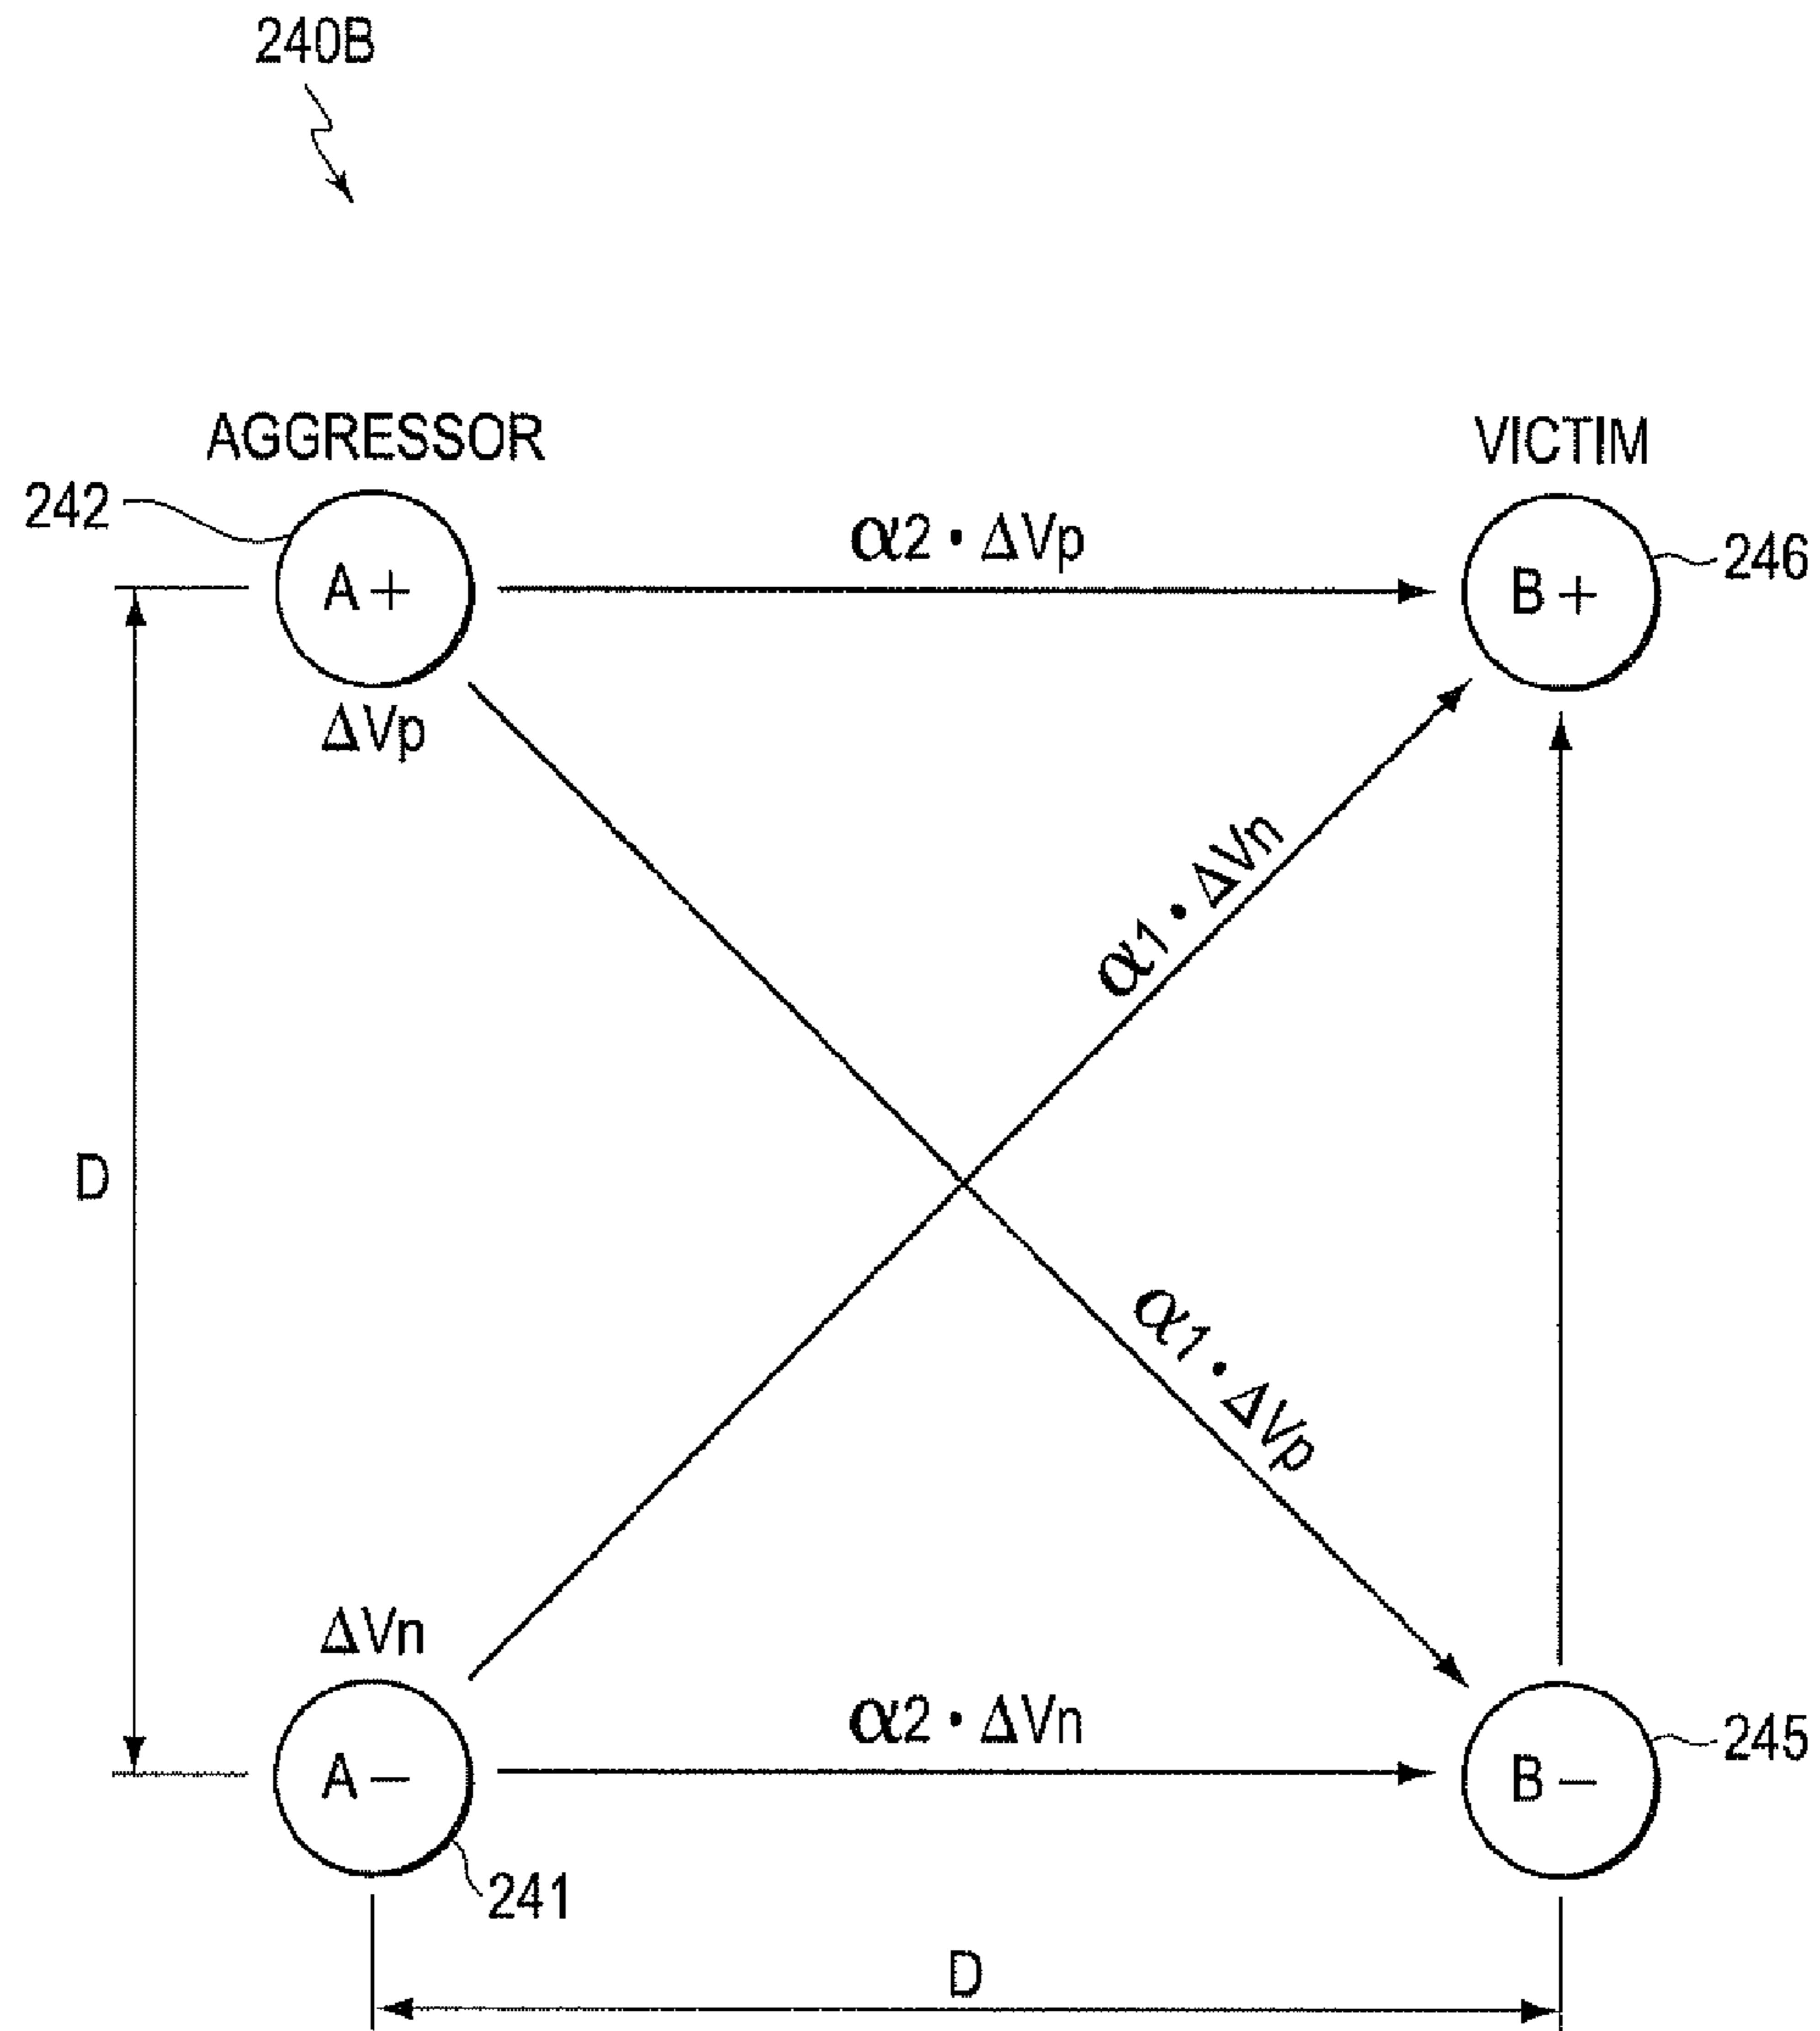 240B
AGGRESSOR
VICTIM
242
A+
α2 • ΔVp
B+
246
ΔVp
α1 • ΔVn
D
α1 • ΔVp
ΔVn
A−
α2 • ΔVn
B−
245
241
D